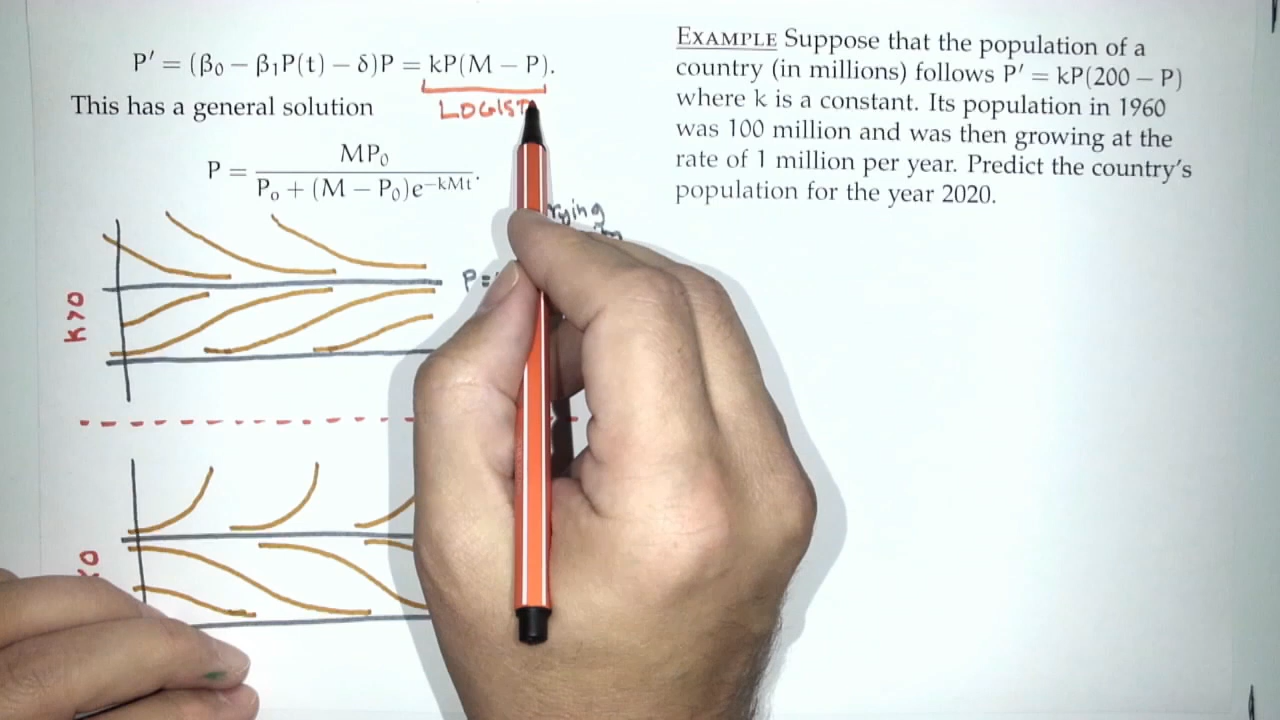 P′ = (β₀ − β₁P(t) − δ)P = kP(M − P).
LOGIST
This has a general solution
P = MP₀ / Pₒ + (M − P₀)e^−kMt.
P =
K>0
EXAMPLE Suppose that the population of a
country (in millions) follows P′ = kP(200 − P)
where k is a constant. Its population in 1960
was 100 million and was then growing at the
rate of 1 million per year. Predict the country’s
population for the year 2020.